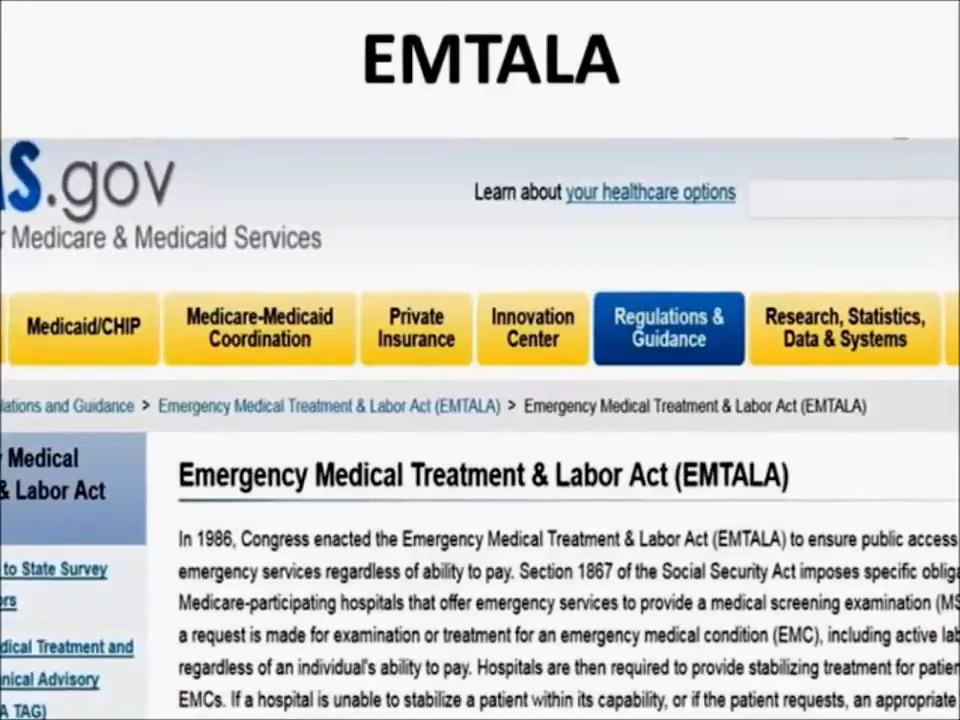 EMTALA
S.gov
Learn about your healthcare options
r Medicare & Medicaid Services
Medicaid/CHIP
Medicare-Medicaid
Coordination
Private
Insurance
Innovation
Center
Regulations &
Guidance
Research, Statistics,
Data & Systems
lations and Guidance > Emergency Medical Treatment & Labor Act (EMTALA) > Emergency Medical Treatment & Labor Act (EMTALA)
y Medical
& Labor Act
to State Survey
ors
dical Treatment and
nical Advisory
A TAG)
Emergency Medical Treatment & Labor Act (EMTALA)
In 1986, Congress enacted the Emergency Medical Treatment & Labor Act (EMTALA) to ensure public access
emergency services regardless of ability to pay. Section 1867 of the Social Security Act imposes specific obliga
Medicare-participating hospitals that offer emergency services to provide a medical screening examination (MS
a request is made for examination or treatment for an emergency medical condition (EMC), including active lab
regardless of an individual's ability to pay. Hospitals are then required to provide stabilizing treatment for patien
EMCs. If a hospital is unable to stabilize a patient within its capability, or if the patient requests, an appropriate